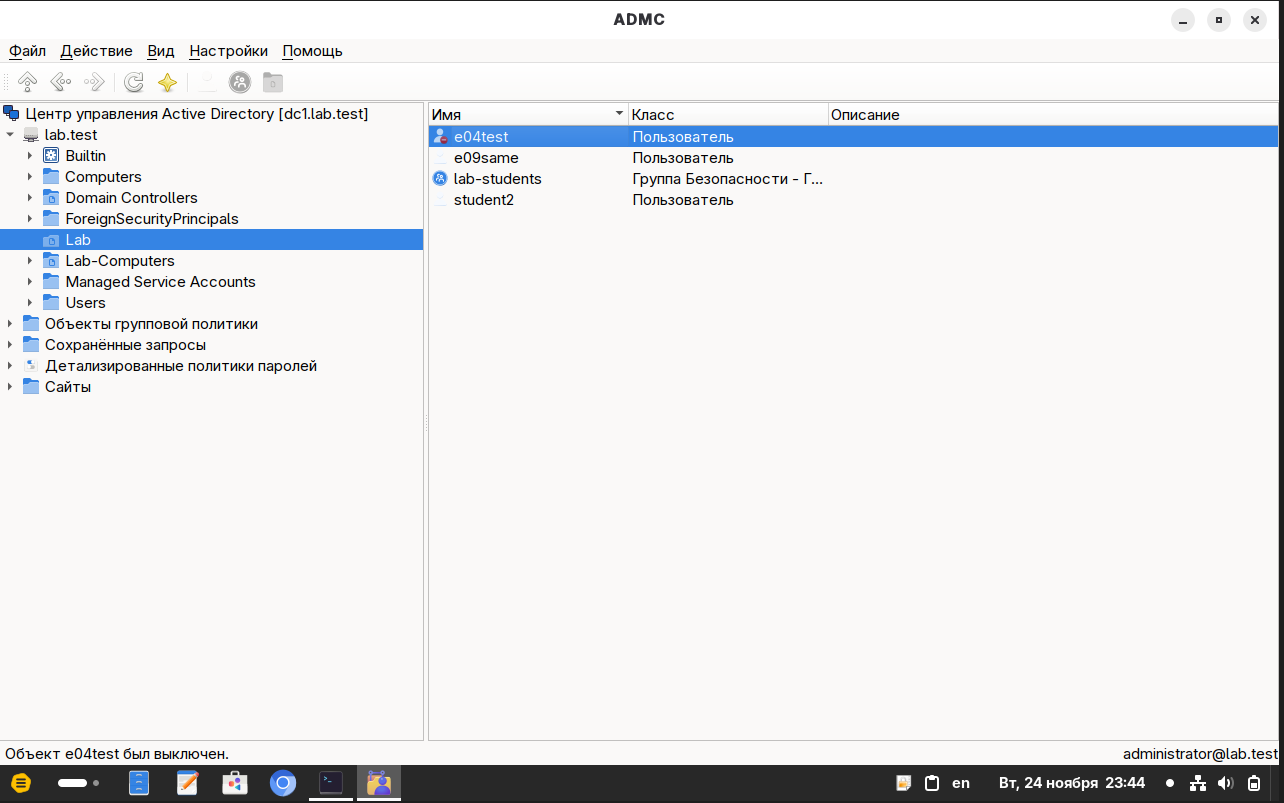 ADMC
Файл Действие Вид Настройки Помощь
Центр управления Active Directory [dc1.lab.test]
lab.test
Builtin
Computers
Domain Controllers
ForeignSecurityPrincipals
Lab
Lab-Computers
Managed Service Accounts
Users
Объекты групповой политики
Сохранённые запросы
Детализированные политики паролей
Сайты
Имя Класс Описание
e04test Пользователь
e09same Пользователь
lab-students Группа Безопасности - Г...
student2 Пользователь
Объект e04test был выключен. administrator@lab.test
en Вт, 24 ноября 23:44